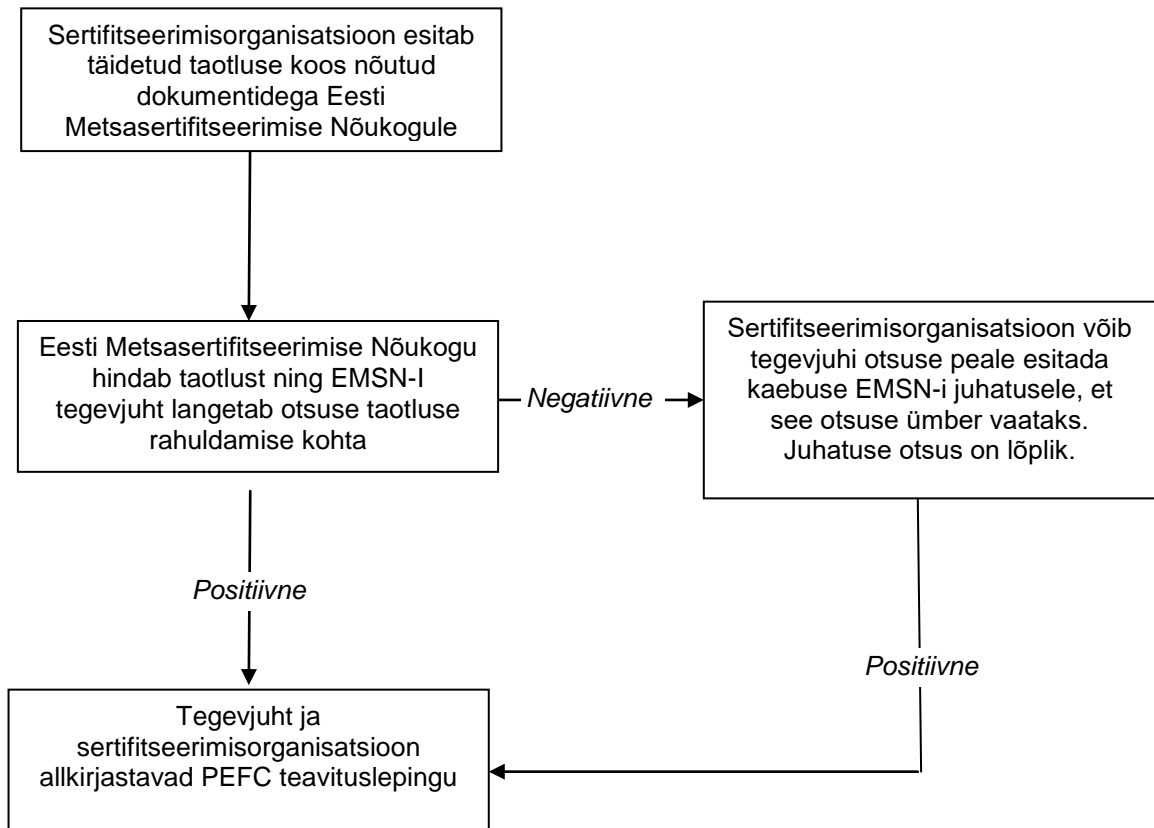 Sertifitseerimisorganisatsioon esitab
täidetud taotluse koos nõutud
dokumentidega Eesti
Metsasertifitseerimise Nõukogule
Eesti Metsasertifitseerimise Nõukogu
hindab taotlust ning EMSN-I
tegevjuht langetab otsuse taotluse
rahuldamise kohta
Negatiivne
Sertifitseerimisorganisatsioon võib
tegevjuhi otsuse peale esitada
kaebuse EMSN-i juhatusele, et
see otsuse ümber vaataks.
Juhatuse otsus on lõplik.
Positiivne
Positiivne
Tegevjuht ja
sertifitseerimisorganisatsioon
allkirjastavad PEFC teavituslepingu